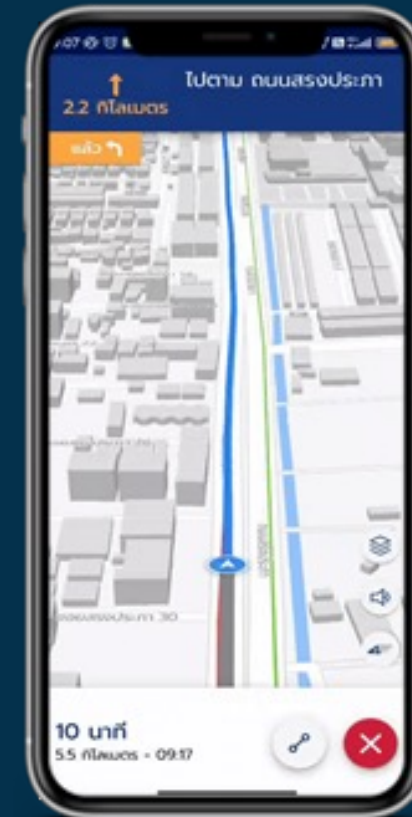 ไปตาม ถนนสรงประภา
2.2 กิโลเมตร
แล้ว
10 นาที
5.5 กิโลเมตร - 09:17